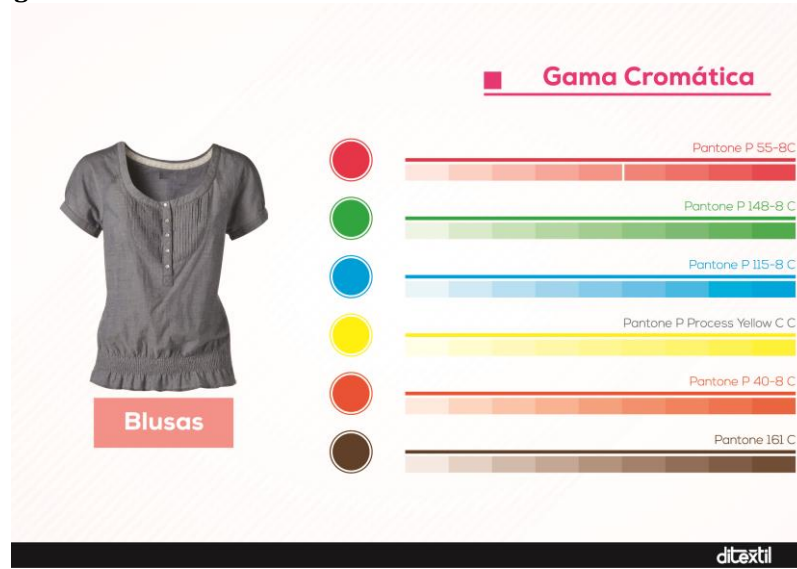 Gama Cromática
Pantone P 55-8C
Pantone P 148-8 C
Pantone P 115-8 C
Pantone P Process Yellow C C
Pantone P 40-8 C
Pantone 161 C
Blusas
ditextil